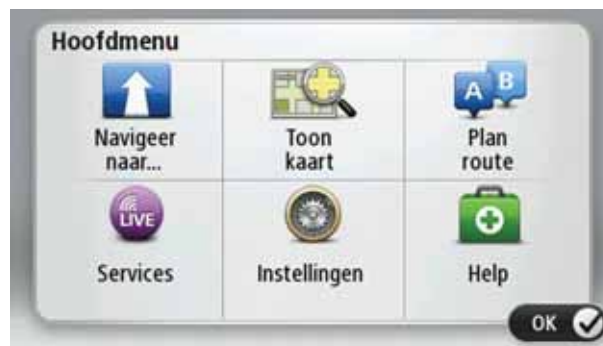 Hoofdmenu
Navigeer
naar...
Toon
kaart
A B
Plan
route
LIVE
Services
Instellingen
Help
OK